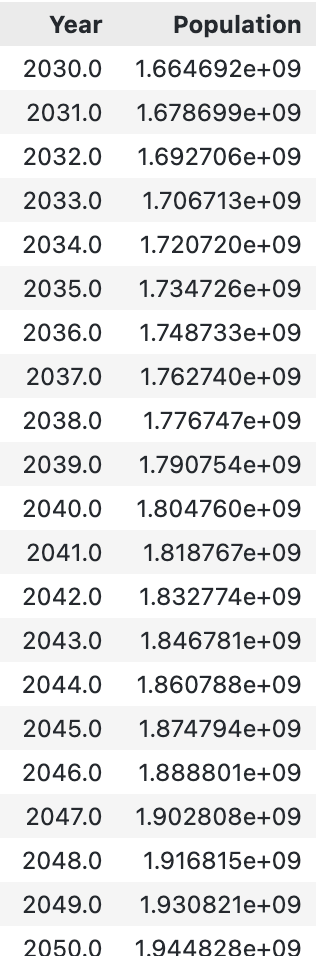 Year Population
2030.0 1.664692e+09
2031.0 1.678699e+09
2032.0 1.692706e+09
2033.0 1.706713e+09
2034.0 1.720720e+09
2035.0 1.734726e+09
2036.0 1.748733e+09
2037.0 1.762740e+09
2038.0 1.776747e+09
2039.0 1.790754e+09
2040.0 1.804760e+09
2041.0 1.818767e+09
2042.0 1.832774e+09
2043.0 1.846781e+09
2044.0 1.860788e+09
2045.0 1.874794e+09
2046.0 1.888801e+09
2047.0 1.902808e+09
2048.0 1.916815e+09
2049.0 1.930821e+09
2050.0 1.944828e+09